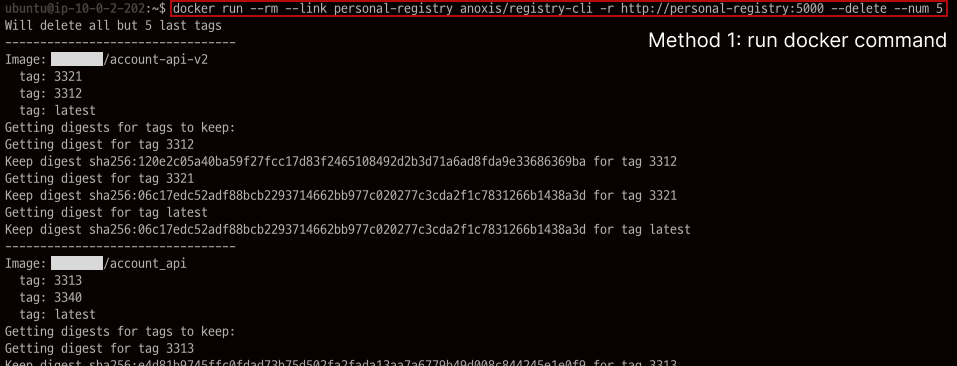 ubuntu@ip-10-0-2-202:~$ docker run --rm --link personal-registry anoxis/registry-cli -r http://personal-registry:5000 --delete --num 5
Will delete all but 5 last tags
---------------------------------
Method 1: run docker command
Image: /account-api-v2
tag: 3321
tag: 3312
tag: latest
Getting digests for tags to keep:
Getting digest for tag 3312
Keep digest sha256:120e2c05a40ba59f27fcc17d83f2465108492d2b3d71a6ad8fda9e33686369ba for tag 3312
Getting digest for tag 3321
Keep digest sha256:06c17edc52adf88bcb2293714662bb977c020277c3cda2f1c7831266b1438a3d for tag 3321
Getting digest for tag latest
Keep digest sha256:06c17edc52adf88bcb2293714662bb977c020277c3cda2f1c7831266b1438a3d for tag latest
---------------------------------
Image: /account_api
tag: 3313
tag: 3340
tag: latest
Getting digests for tags to keep:
Getting digest for tag 3313
Keep digest sha256:e4d81b9745ffc0fdad73b75d502fa2fada13aa7a6779b49d008c844245e1e0f9 for tag 3313